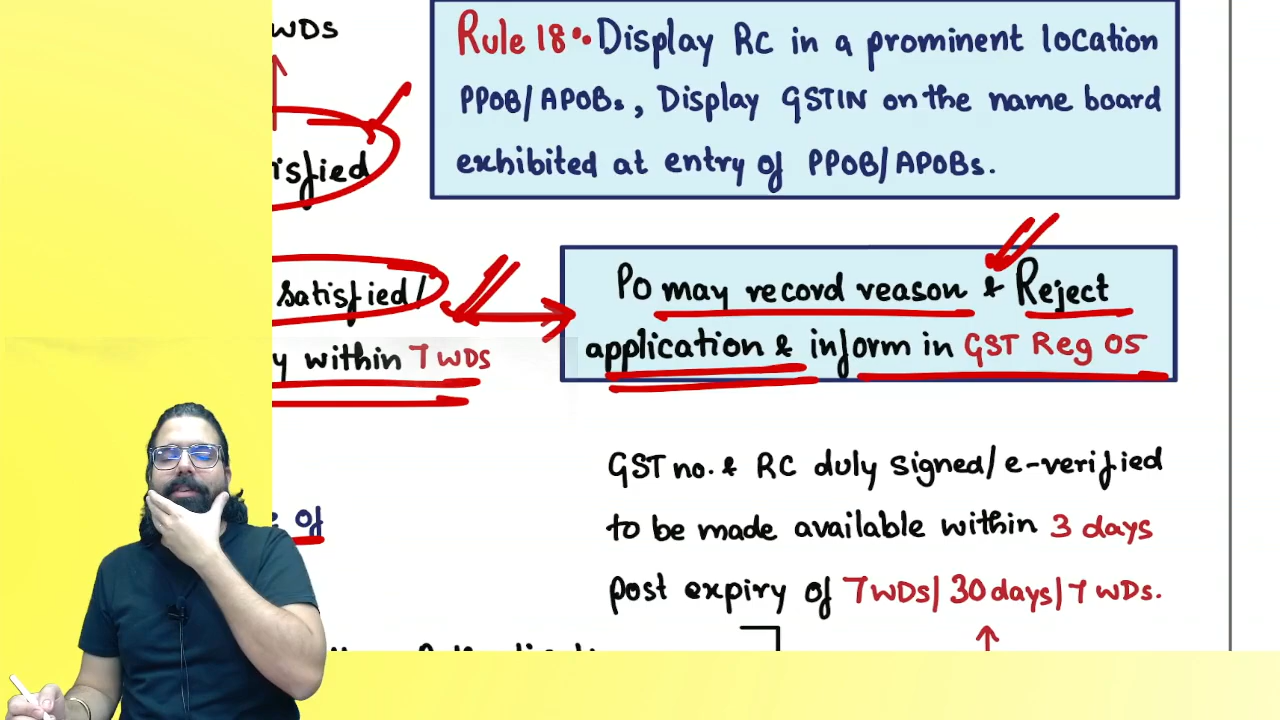 WDs
Rule 18: Display RC in a prominent location
PPOB/APOBs, Display GSTIN on the name board
exhibited at entry of PPOB/APOBs.
isfied
satisfied/
y within 7 WDs
PO may record reason & Reject
application & inform in GST Reg 05
of
GST no. & RC duly signed/e-verified
to be made available within 3 days
post expiry of 7WDs/30 days/7 WDs.